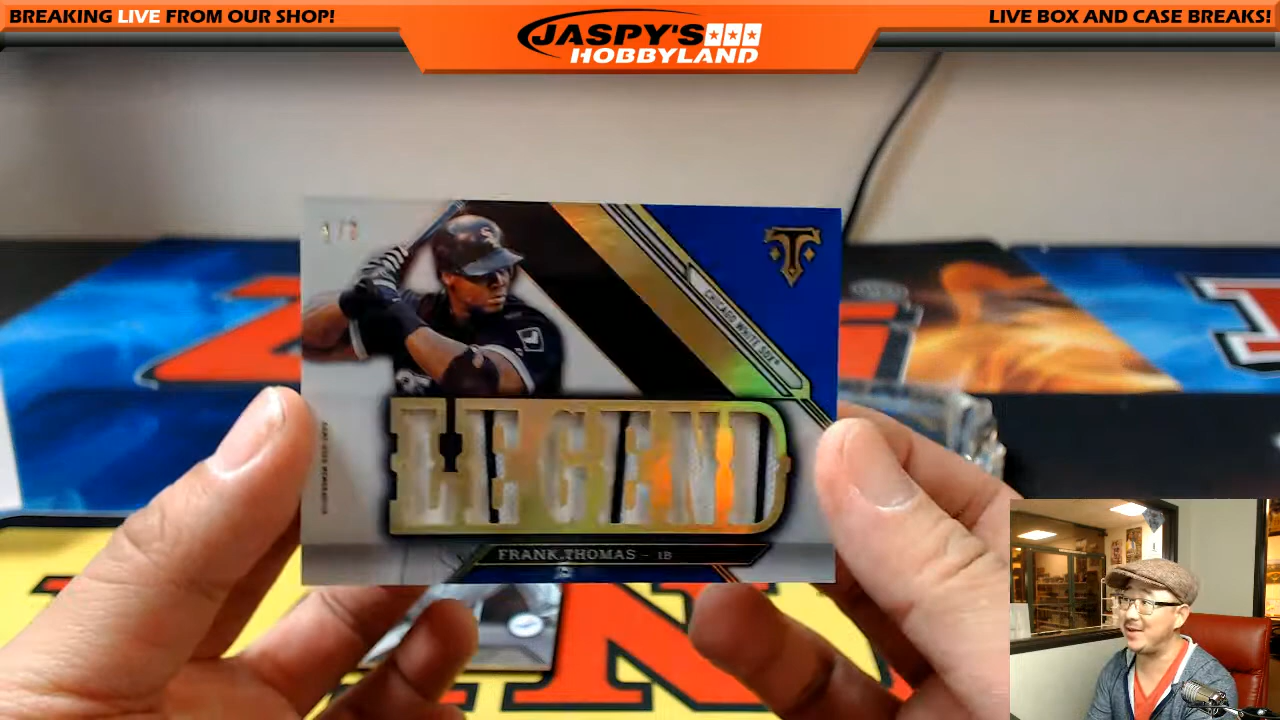 BREAKING LIVE FROM OUR SHOP!
JASPY'S
HOBBYLAND
LIVE BOX AND CASE BREAKS!
CHICAGO WHITE SOX
LEGEND
FRANK THOMAS - 1B